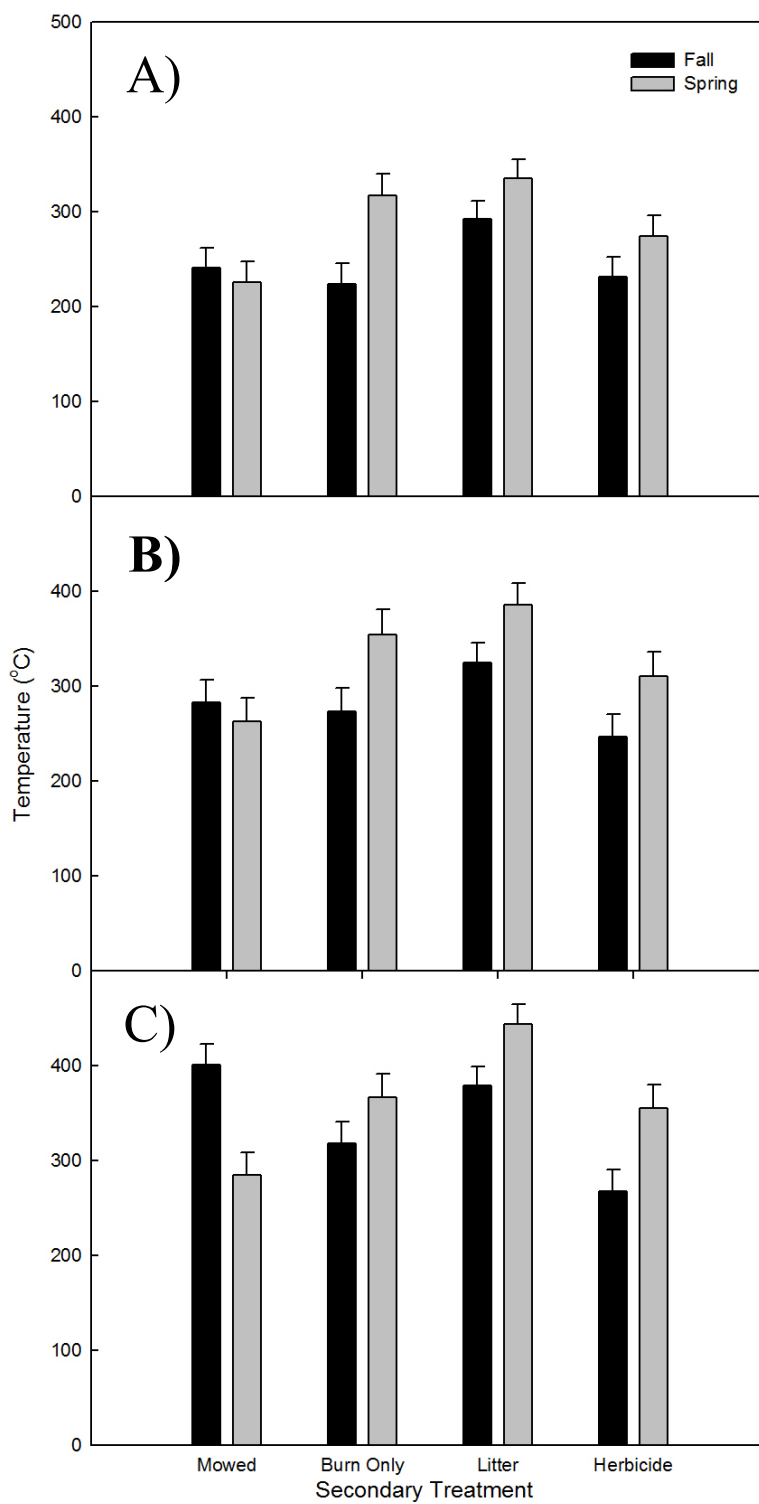 500
A)
Fall
Spring
400
300
200
100
0
B)
400
300
200
100
0
Temperature (°C)
C)
400
300
200
100
0
Mowed Burn Only Litter Herbicide
Secondary Treatment